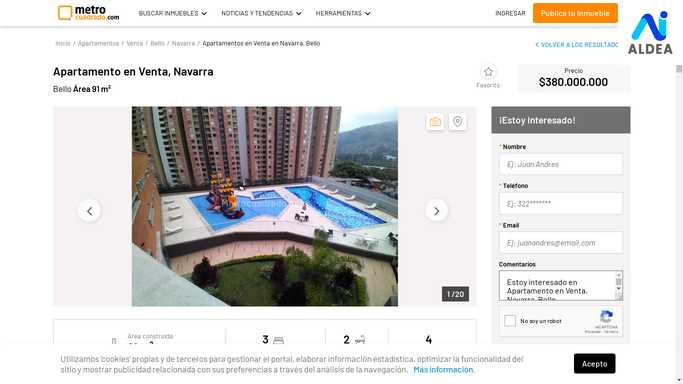 metro
cuadrado.com
BUSCAR INMUEBLES
NOTICIAS Y TENDENCIAS
HERRAMIENTAS
INGRESAR
Publica tu Inmueble
AI
ALDEA
Inicio / Apartamentos / Venta / Bello / Navarra / Apartamentos en Venta en Navarra, Bello
< VOLVER A LOS RESULTADO
Apartamento en Venta, Navarra
Bello Área 91 m²
Favorito
Precio
$380.000.000
1 / 20
¡Estoy Interesado!
* Nombre
Ej: Juan Andres
* Teléfono
Ej: 322*******
* Email
Ej: juanandres@email.com
Comentarios
Estoy interesado en
Apartamento en Venta,
Navarra, Bello
No soy un robot
reCAPTCHA
Privacidad - Términos
Área construida
3
2
4
Utilizamos 'cookies' propias y de terceros para gestionar el portal, elaborar información estadística, optimizar la funcionalidad del
sitio y mostrar publicidad relacionada con sus preferencias a través del análisis de la navegación. Más información.
Acepto